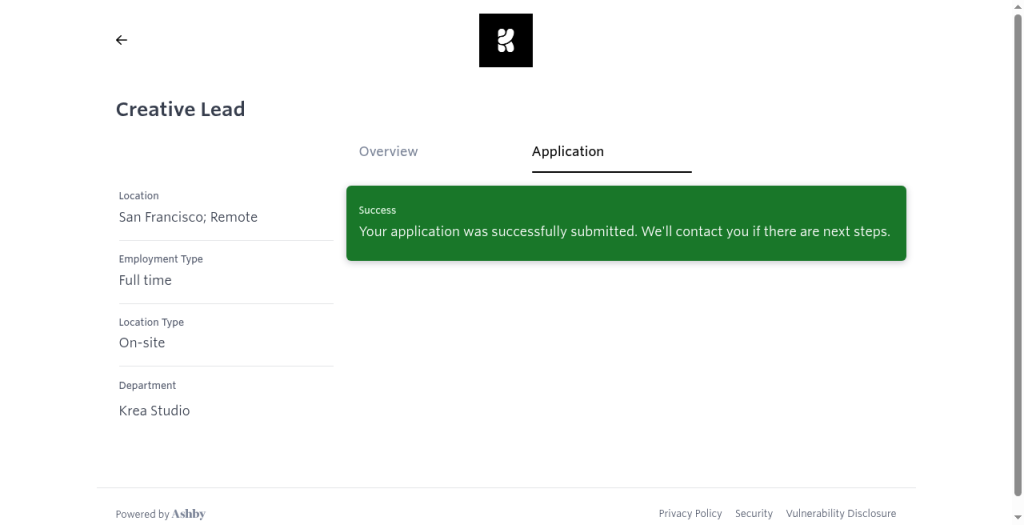 Creative Lead
Overview
Application
Location
San Francisco; Remote
Employment Type
Full time
Location Type
On-site
Department
Krea Studio
Success
Your application was successfully submitted. We'll contact you if there are next steps.
Powered by Ashby
Privacy Policy
Security
Vulnerability Disclosure